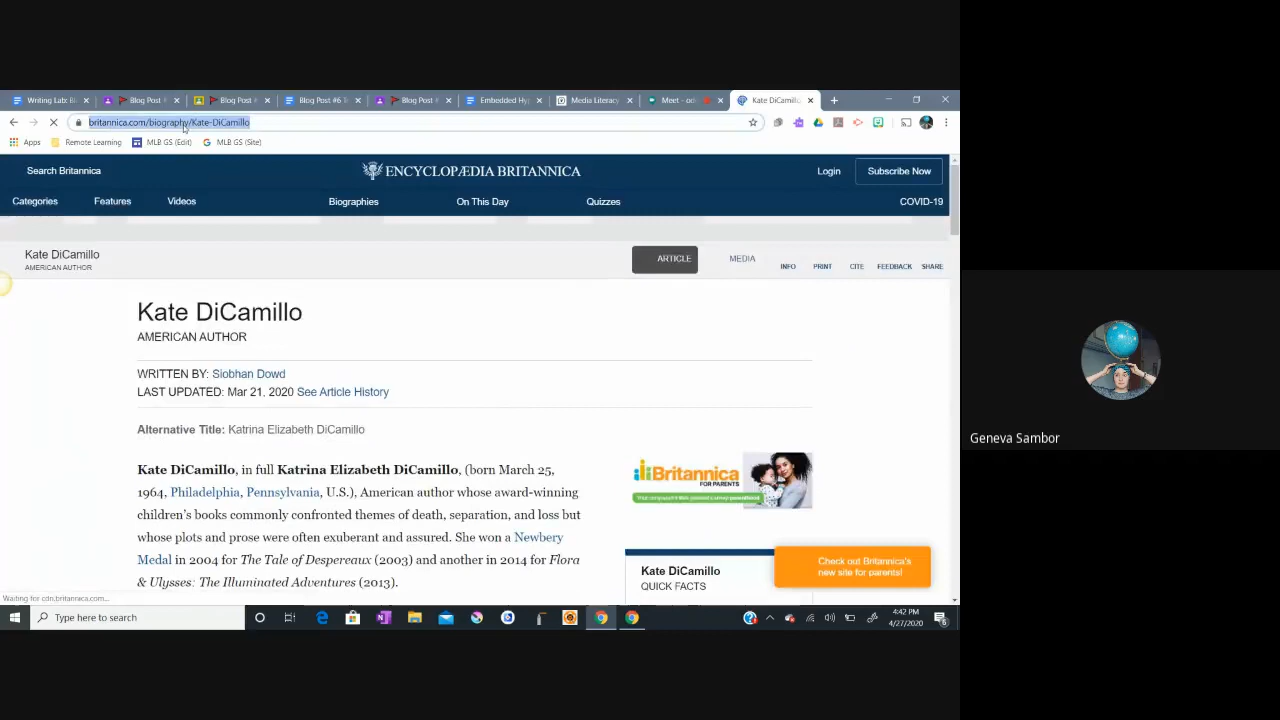 Writing Lab: Bl
Blog Post #
Blog Post #
Blog Post #6 T
Blog Post #
Embedded Hy
Media Literacy
Meet - od
Kate DiCamillo
britannica.com/biography/Kate-DiCamillo
Apps
Remote Learning
MLB GS (Edit)
MLB GS (Site)
Search Britannica
ENCYCLOPÆDIA BRITANNICA
Login
Subscribe Now
Categories
Features
Videos
Biographies
On This Day
Quizzes
COVID-19
Kate DiCamillo
AMERICAN AUTHOR
ARTICLE
MEDIA
INFO
PRINT
CITE
FEEDBACK
SHARE
Kate DiCamillo
AMERICAN AUTHOR
WRITTEN BY: Siobhan Dowd
LAST UPDATED: Mar 21, 2020 See Article History
Alternative Title: Katrina Elizabeth DiCamillo
Kate DiCamillo, in full Katrina Elizabeth DiCamillo, (born March 25,
1964, Philadelphia, Pennsylvania, U.S.), American author whose award-winning
children's books commonly confronted themes of death, separation, and loss but
whose plots and prose were often exuberant and assured. She won a Newbery
Medal in 2004 for The Tale of Despereaux (2003) and another in 2014 for Flora
& Ulysses: The Illuminated Adventures (2013).
Britannica
FOR PARENTS
Kate DiCamillo
QUICK FACTS
Check out Britannica's
new site for parents!
Waiting for cdn.britannica.com...
Type here to search
4:42 PM
4/27/2020
Geneva Sambor